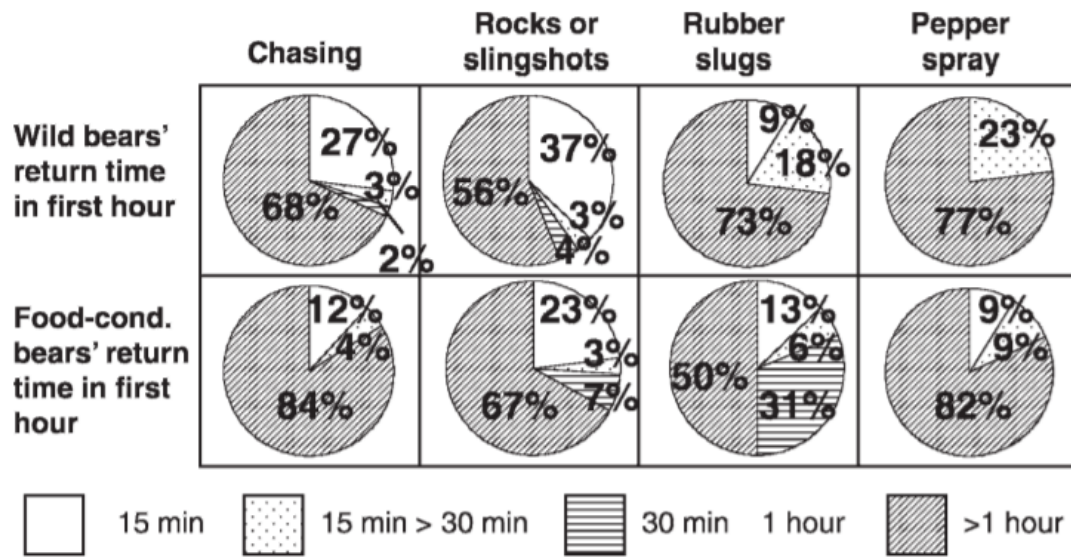 Chasing
Rocks or
slingshots
Rubber
slugs
Pepper
spray
Wild bears'
return time
in first hour
27%
3%
68%
2%
37%
56%
3%
4%
9%
18%
73%
23%
77%
Food-cond.
bears' return
time in first
hour
12%
4%
84%
23%
3%
7%
67%
13%
6%
50%
31%
9%
9%
82%
15 min
15 min > 30 min
30 min 1 hour
>1 hour